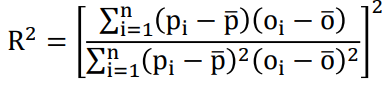 R² = [ ∑ⁿᵢ₌₁(pᵢ − p̅)(oᵢ − o̅) / ∑ⁿᵢ₌₁(pᵢ − p̅)²(oᵢ − o̅)² ]²